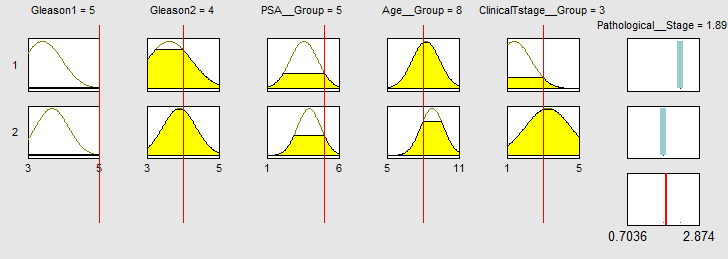 Gleason1 = 5 Gleason2 = 4 PSA__Group = 5 Age__Group = 8 ClinicalTstage__Group = 3
Pathological__Stage = 1.89
1
2
3 5 3 5 1 6 5 11 1 5
0.7036 2.874